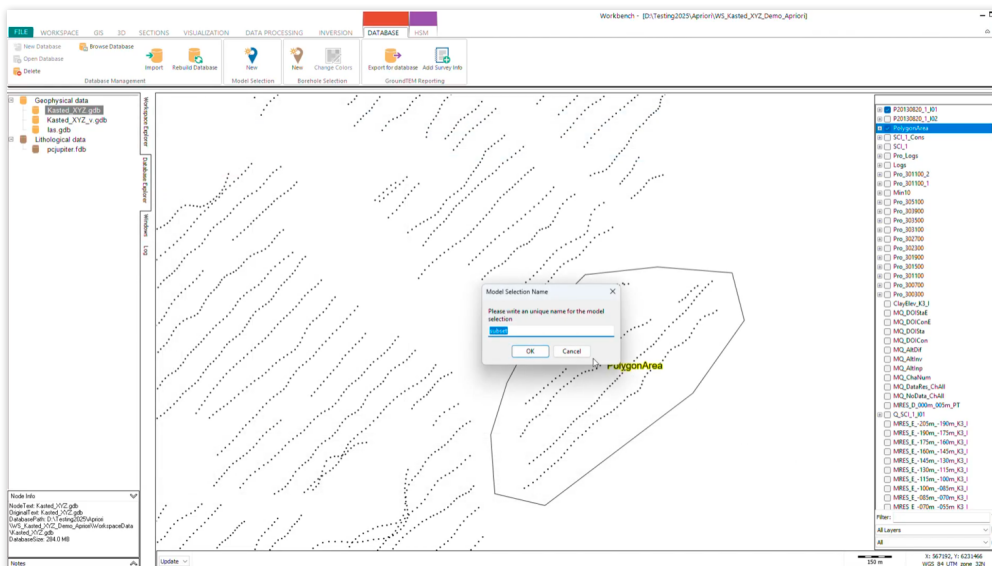 Workbench - [D:\Testing2025\Apriori\WS_Kasted_XYZ_Demo_Apriori]
FILE WORKSPACE GIS 3D SECTIONS VISUALIZATION DATA PROCESSING INVERSION DATABASE HSM
New Database
Open Database
Delete
Browse Database
Import
Rebuild Database
New
New
Change Colors
Export for database
Add Survey Info
Database Management
Model Selection
Borehole Selection
GroundTEM Reporting
Geophysical data
Kasted_XYZ.gdb
Kasted_XYZ_v.gdb
las.gdb
Lithological data
pcjupiter.fdb
Workspace Explorer
Database Explorer
Windows
Log
Model Selection Name
Please write an unique name for the model
selection
subset
OK
Cancel
PolygonArea
P20130820_1_I01
P20130820_1_I02
PolygonArea
SCI_1_Cons
SCI_1
Pro_Logs
Logs
Pro_301100_2
Pro_301100_1
Min10
Pro_305100
Pro_303900
Pro_303500
Pro_303100
Pro_302700
Pro_302300
Pro_301900
Pro_301500
Pro_301100
Pro_300700
Pro_300300
ClayElev_K3_I
MQ_DOIStaE
MQ_DOIConE
MQ_DOISta
MQ_DOICon
MQ_AltDif
MQ_AltInv
MQ_AltInp
MQ_ChaNum
MQ_DataRes_ChAll
MQ_NoData_ChAll
MRES_D_000m_005m_PT
Q_SCI_1_I01
MRES_E_-205m_-190m_K3_I
MRES_E_-190m_-175m_K3_I
MRES_E_-175m_-160m_K3_I
MRES_E_-160m_-145m_K3_I
MRES_E_-145m_-130m_K3_I
MRES_E_-130m_-115m_K3_I
MRES_E_-115m_-100m_K3_I
MRES_E_-100m_-085m_K3_I
MRES_E_-085m_-070m_K3_I
MRES_E_-070m_-055m_K3_I
Filter:
All Layers
All
Node Info
NodeText: Kasted_XYZ.gdb
OriginalText: Kasted_XYZ.gdb
DatabasePath: D:\Testing2025\Apriori
\WS_Kasted_XYZ_Demo_Apriori\WorkspaceData
\Kasted_XYZ.gdb
DatabaseSize: 284.0 MB
Notes
Update
150 m
X: 567192, Y: 6231466
WGS_84_UTM_zone_32N